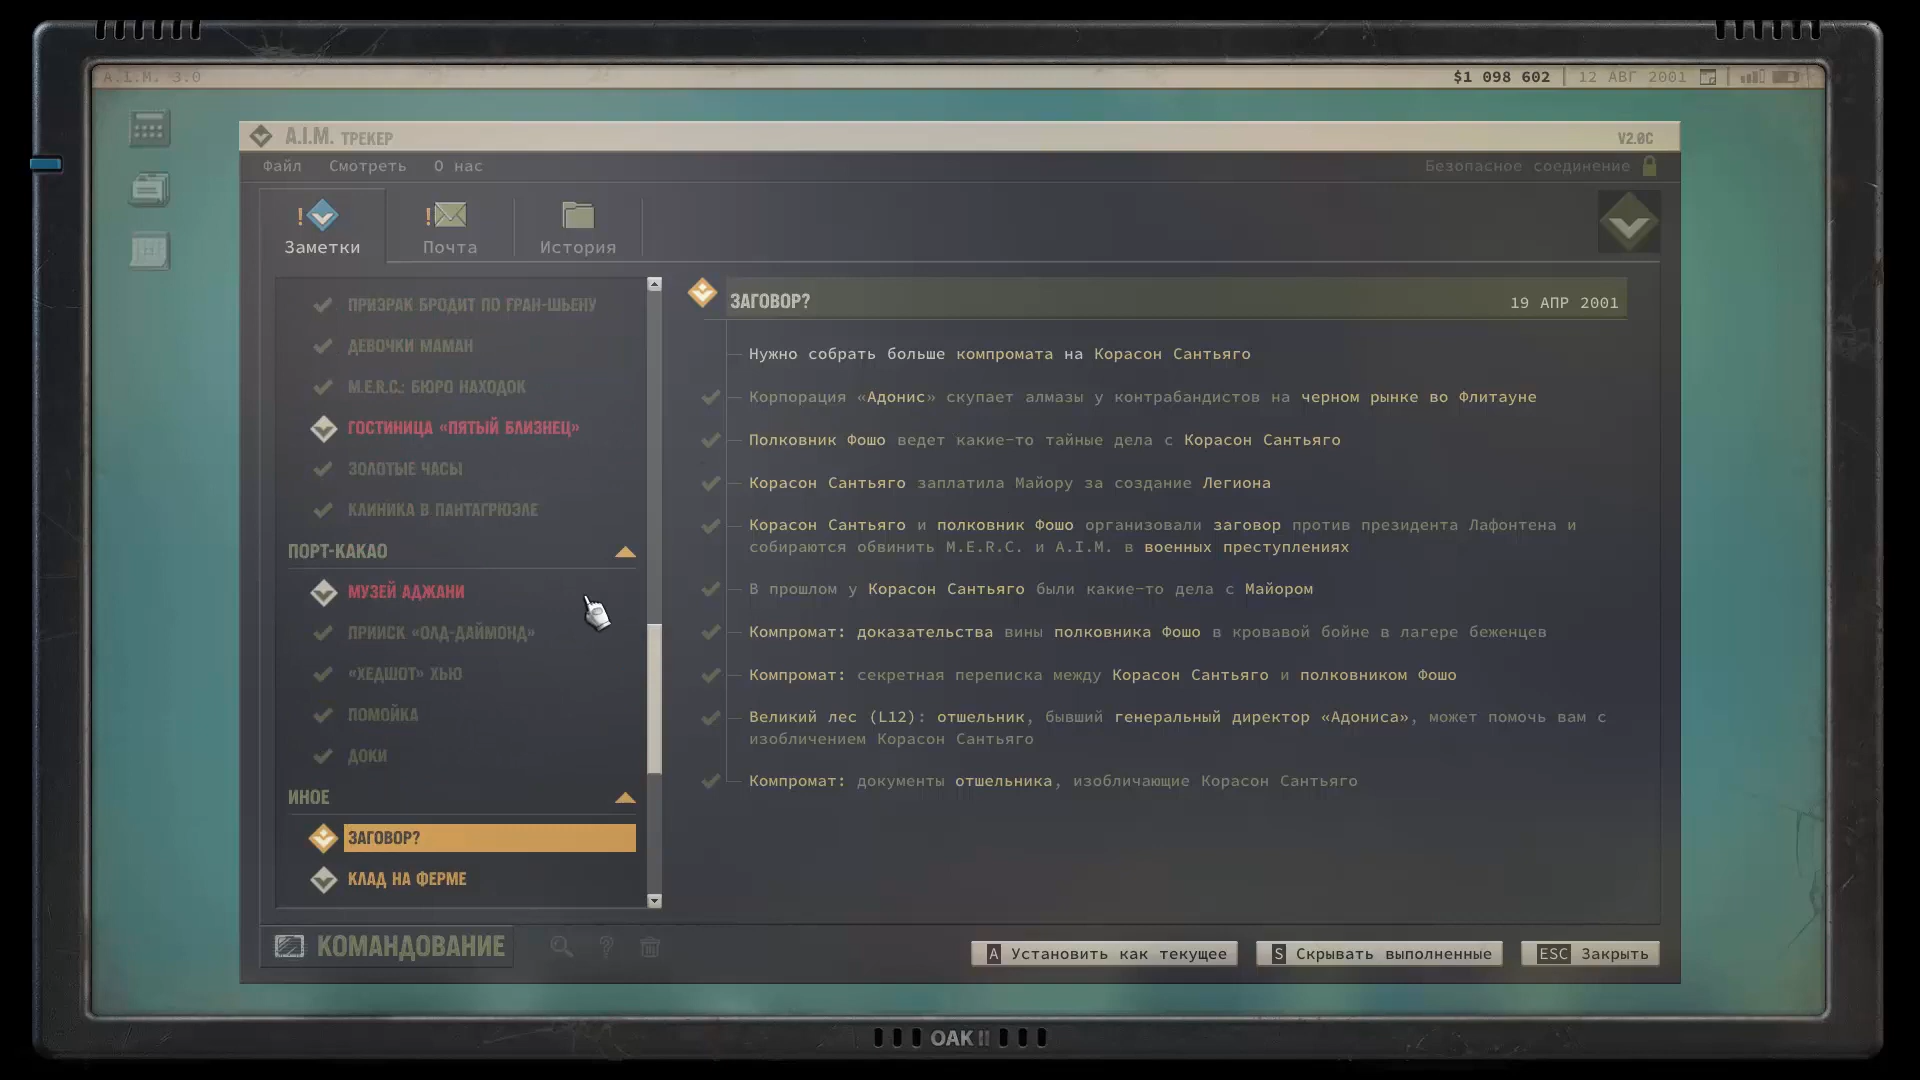 A.I.M. 3.0
$1 098 602
12 АВГ 2001
A.I.M. ТРЕКЕР
V2.0C
Файл Смотреть О нас
Безопасное соединение
Заметки
Почта
История
ПРИЗРАК БРОДИТ ПО ГРАН-ШЬЕНУ
ДЕВОЧКИ МАМАН
M.E.R.C.: БЮРО НАХОДОК
ГОСТИНИЦА «ПЯТЫЙ БЛИЗНЕЦ»
ЗОЛОТЫЕ ЧАСЫ
КЛИНИКА В ПАНТАГРЮЭЛЕ
ПОРТ-КАКАО
МУЗЕЙ АДЖАНИ
ПРИИСК «ОЛД-ДАЙМОНД»
«ХЕДШОТ» ХЬЮ
ПОМОЙКА
ДОКИ
ИНОЕ
ЗАГОВОР?
КЛАД НА ФЕРМЕ
ЗАГОВОР?
19 АПР 2001
Нужно собрать больше компромата на Корасон Сантьяго
Корпорация «Адонис» скупает алмазы у контрабандистов на черном рынке во Флитауне
Полковник Фошо ведет какие-то тайные дела с Корасон Сантьяго
Корасон Сантьяго заплатила Майору за создание Легиона
Корасон Сантьяго и полковник Фошо организовали заговор против президента Лафонтена и
собираются обвинить M.E.R.C. и A.I.M. в военных преступлениях
В прошлом у Корасон Сантьяго были какие-то дела с Майором
Компромат: доказательства вины полковника Фошо в кровавой бойне в лагере беженцев
Компромат: секретная переписка между Корасон Сантьяго и полковником Фошо
Великий лес (L12): отшельник, бывший генеральный директор «Адониса», может помочь вам с
изобличением Корасон Сантьяго
Компромат: документы отшельника, изобличающие Корасон Сантьяго
КОМАНДОВАНИЕ
?
A Установить как текущее
S Скрывать выполненные
ESC Закрыть
OAK II